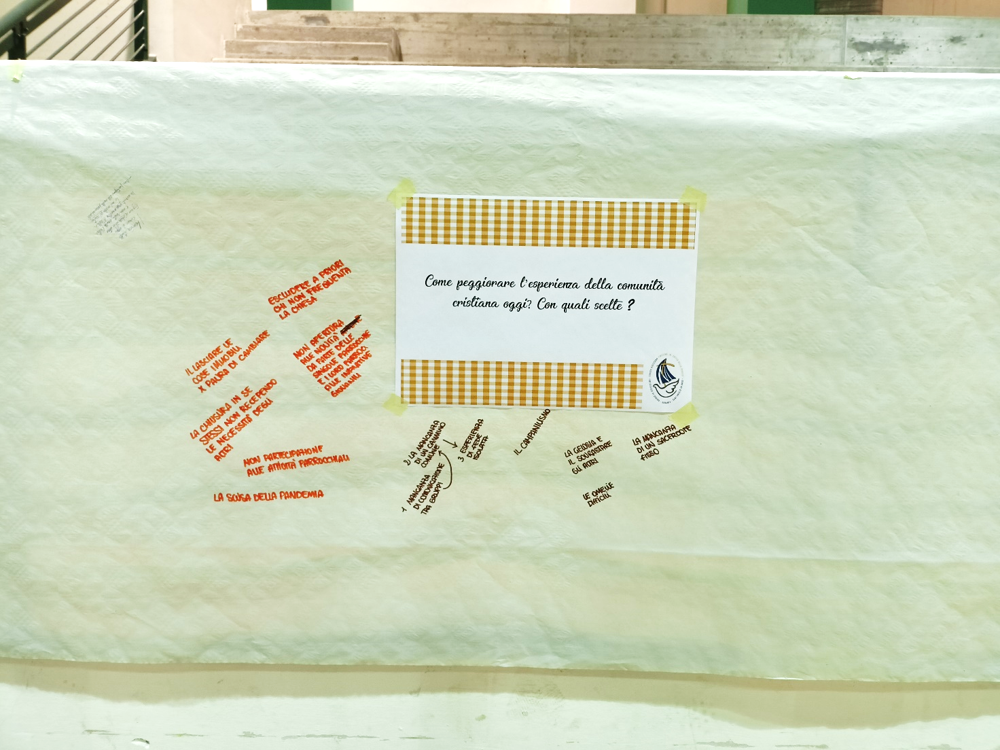 Come peggiorare l'esperienza della comunità
cristiana oggi? Con quali scelte ?
ESCLUDERE A PRIORI
CHI NON FREQUENTA
LA CHIESA
NON APERTURA
ALLE NOVITÀ
DA PARTE DELLE
SINGOLE PARROCCHIE
E I LORO PARROCI,
ALLE INIZIATIVE
GIOVANILI
IL LASCIARE LE
COSE IMMOBILI
X PAURA DI CAMBIARE
LA CHIUSURA IN SE
STESSI NON RECEPENDO
LE NECESSITÀ DEGLI
ALTRI
NON PARTECIPAZIONE
ALLE ATTIVITÀ PARROCCHIALI
LA SCUSA DELLA PANDEMIA
1 MANCANZA
DI COMUNICAZIONE
TRA GRUPPI
2) LA MANCANZA
DI UN CAMMINO
COMUNE
3 ESPERIENZA
DI FEDE
ISOLATA
IL CAMPANILISMO
LA GELOSIA E
IL SOVRASTARE
GLI ALTRI
LE OMELIE
DIFFICILI
LA MANCANZA
DI UN SACERDOTE
FISSO